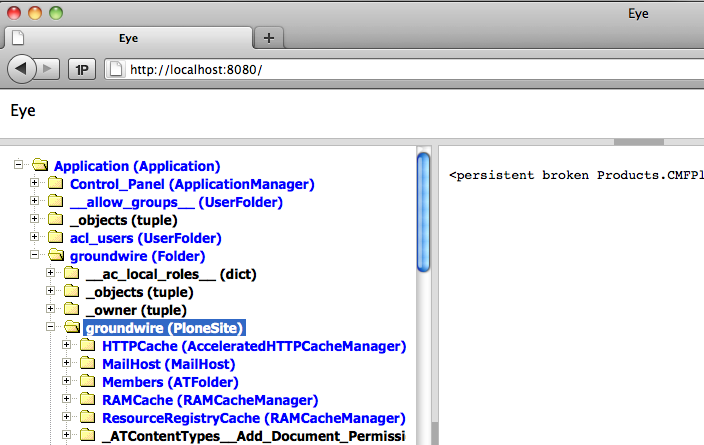 Eye
Eye
1P
http://localhost:8080/
Eye
Application (Application)
Control_Panel (ApplicationManager)
__allow_groups__ (UserFolder)
_objects (tuple)
acl_users (UserFolder)
groundwire (Folder)
__ac_local_roles__ (dict)
_objects (tuple)
_owner (tuple)
groundwire (PloneSite)
HTTPCache (AcceleratedHTTPCacheManager)
MailHost (MailHost)
Members (ATFolder)
RAMCache (RAMCacheManager)
ResourceRegistryCache (RAMCacheManager)
_ATContentTypes__Add_Document_Permissi
<persistent broken Products.CMFPl